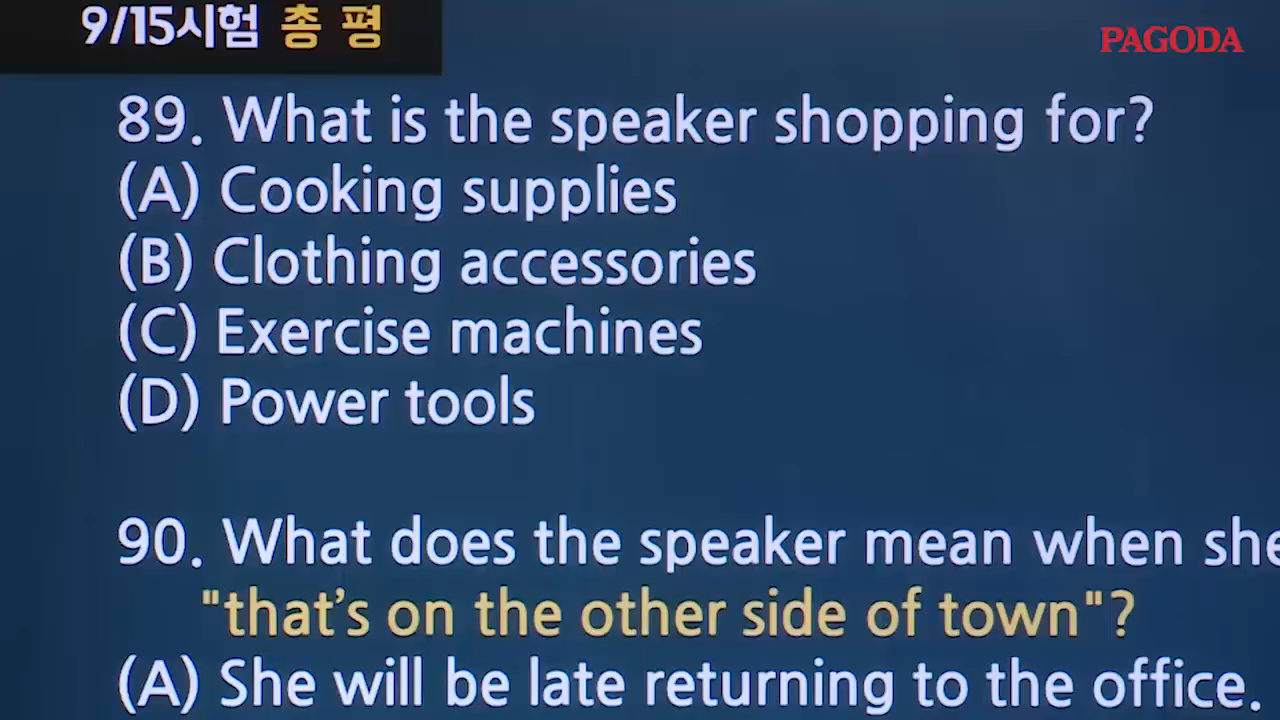 9/15시험 총 평
PAGODA
89. What is the speaker shopping for?
(A) Cooking supplies
(B) Clothing accessories
(C) Exercise machines
(D) Power tools
90. What does the speaker mean when she
"that's on the other side of town"?
(A) She will be late returning to the office.